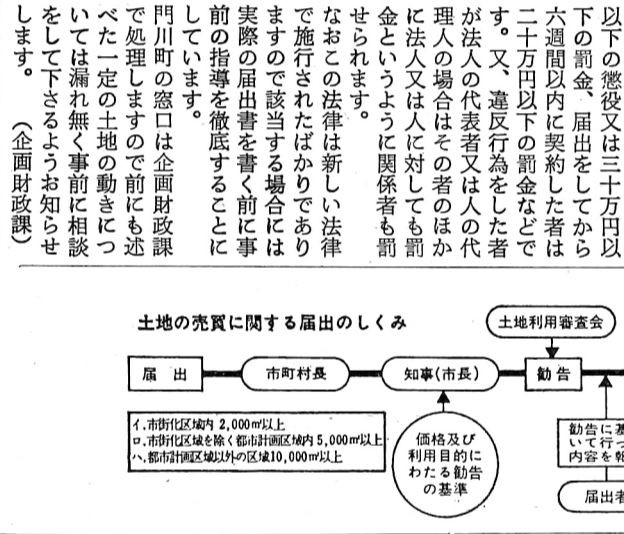 以下の懲役又は三十万円以
下の罰金、届出をしてから
六週間以内に契約した者は
二十万円以下の罰金などで
す。又、違反行為をした者
が法人の代表者又は人の代
理人の場合はその者のほか
に法人又は人に対しても罰
金というように関係者も罰
せられます。
なおこの法律は新しい法律
で施行されたばかりであり
ますので該当する場合には
実際の届出書を書く前に事
前の指導を徹底することに
しています。
門川町の窓口は企画財政課
で処理しますので前にも述
べた一定の土地の動きにつ
いては漏れ無く事前に相談
をして下さるようお知らせ
します。　（企画財政課）
土地の売買に関する届出のしくみ
土地利用審査会
届　出
市町村長
知事(市長)
勧告
イ.市街化区域内 2,000㎡以上
ロ.市街化区域を除く都市計画区域内 5,000㎡以上
ハ.都市計画区域以外の区域10,000㎡以上
価格及び
利用目的に
わたる勧告
の基準
勧告に基
いて行っ
内容を報
届出者